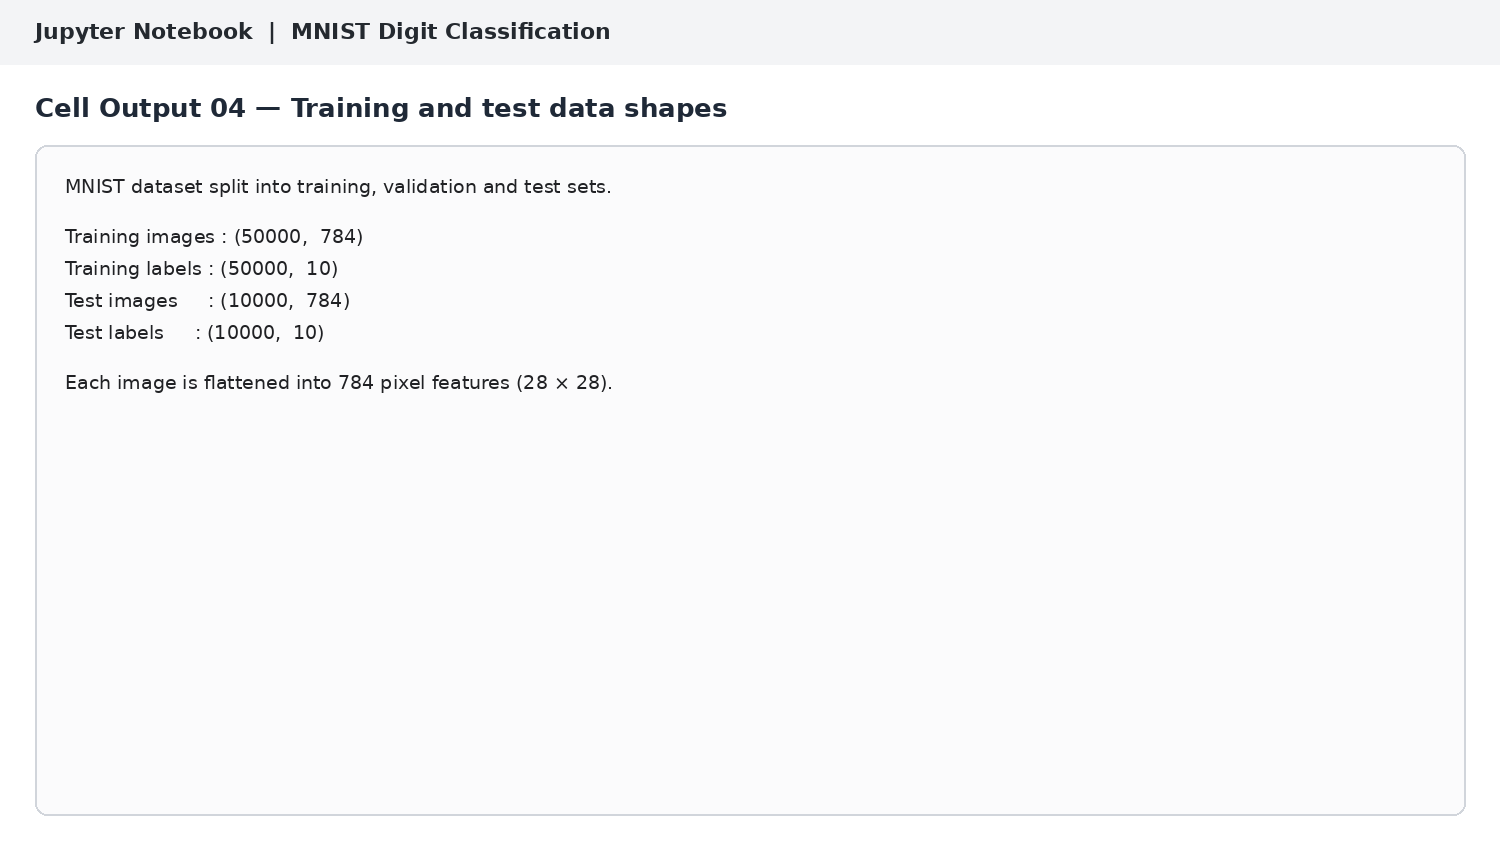 Jupyter Notebook | MNIST Digit Classification
Cell Output 04 — Training and test data shapes
MNIST dataset split into training, validation and test sets.
Training images : (50000, 784)
Training labels : (50000, 10)
Test images : (10000, 784)
Test labels : (10000, 10)
Each image is flattened into 784 pixel features (28 × 28).